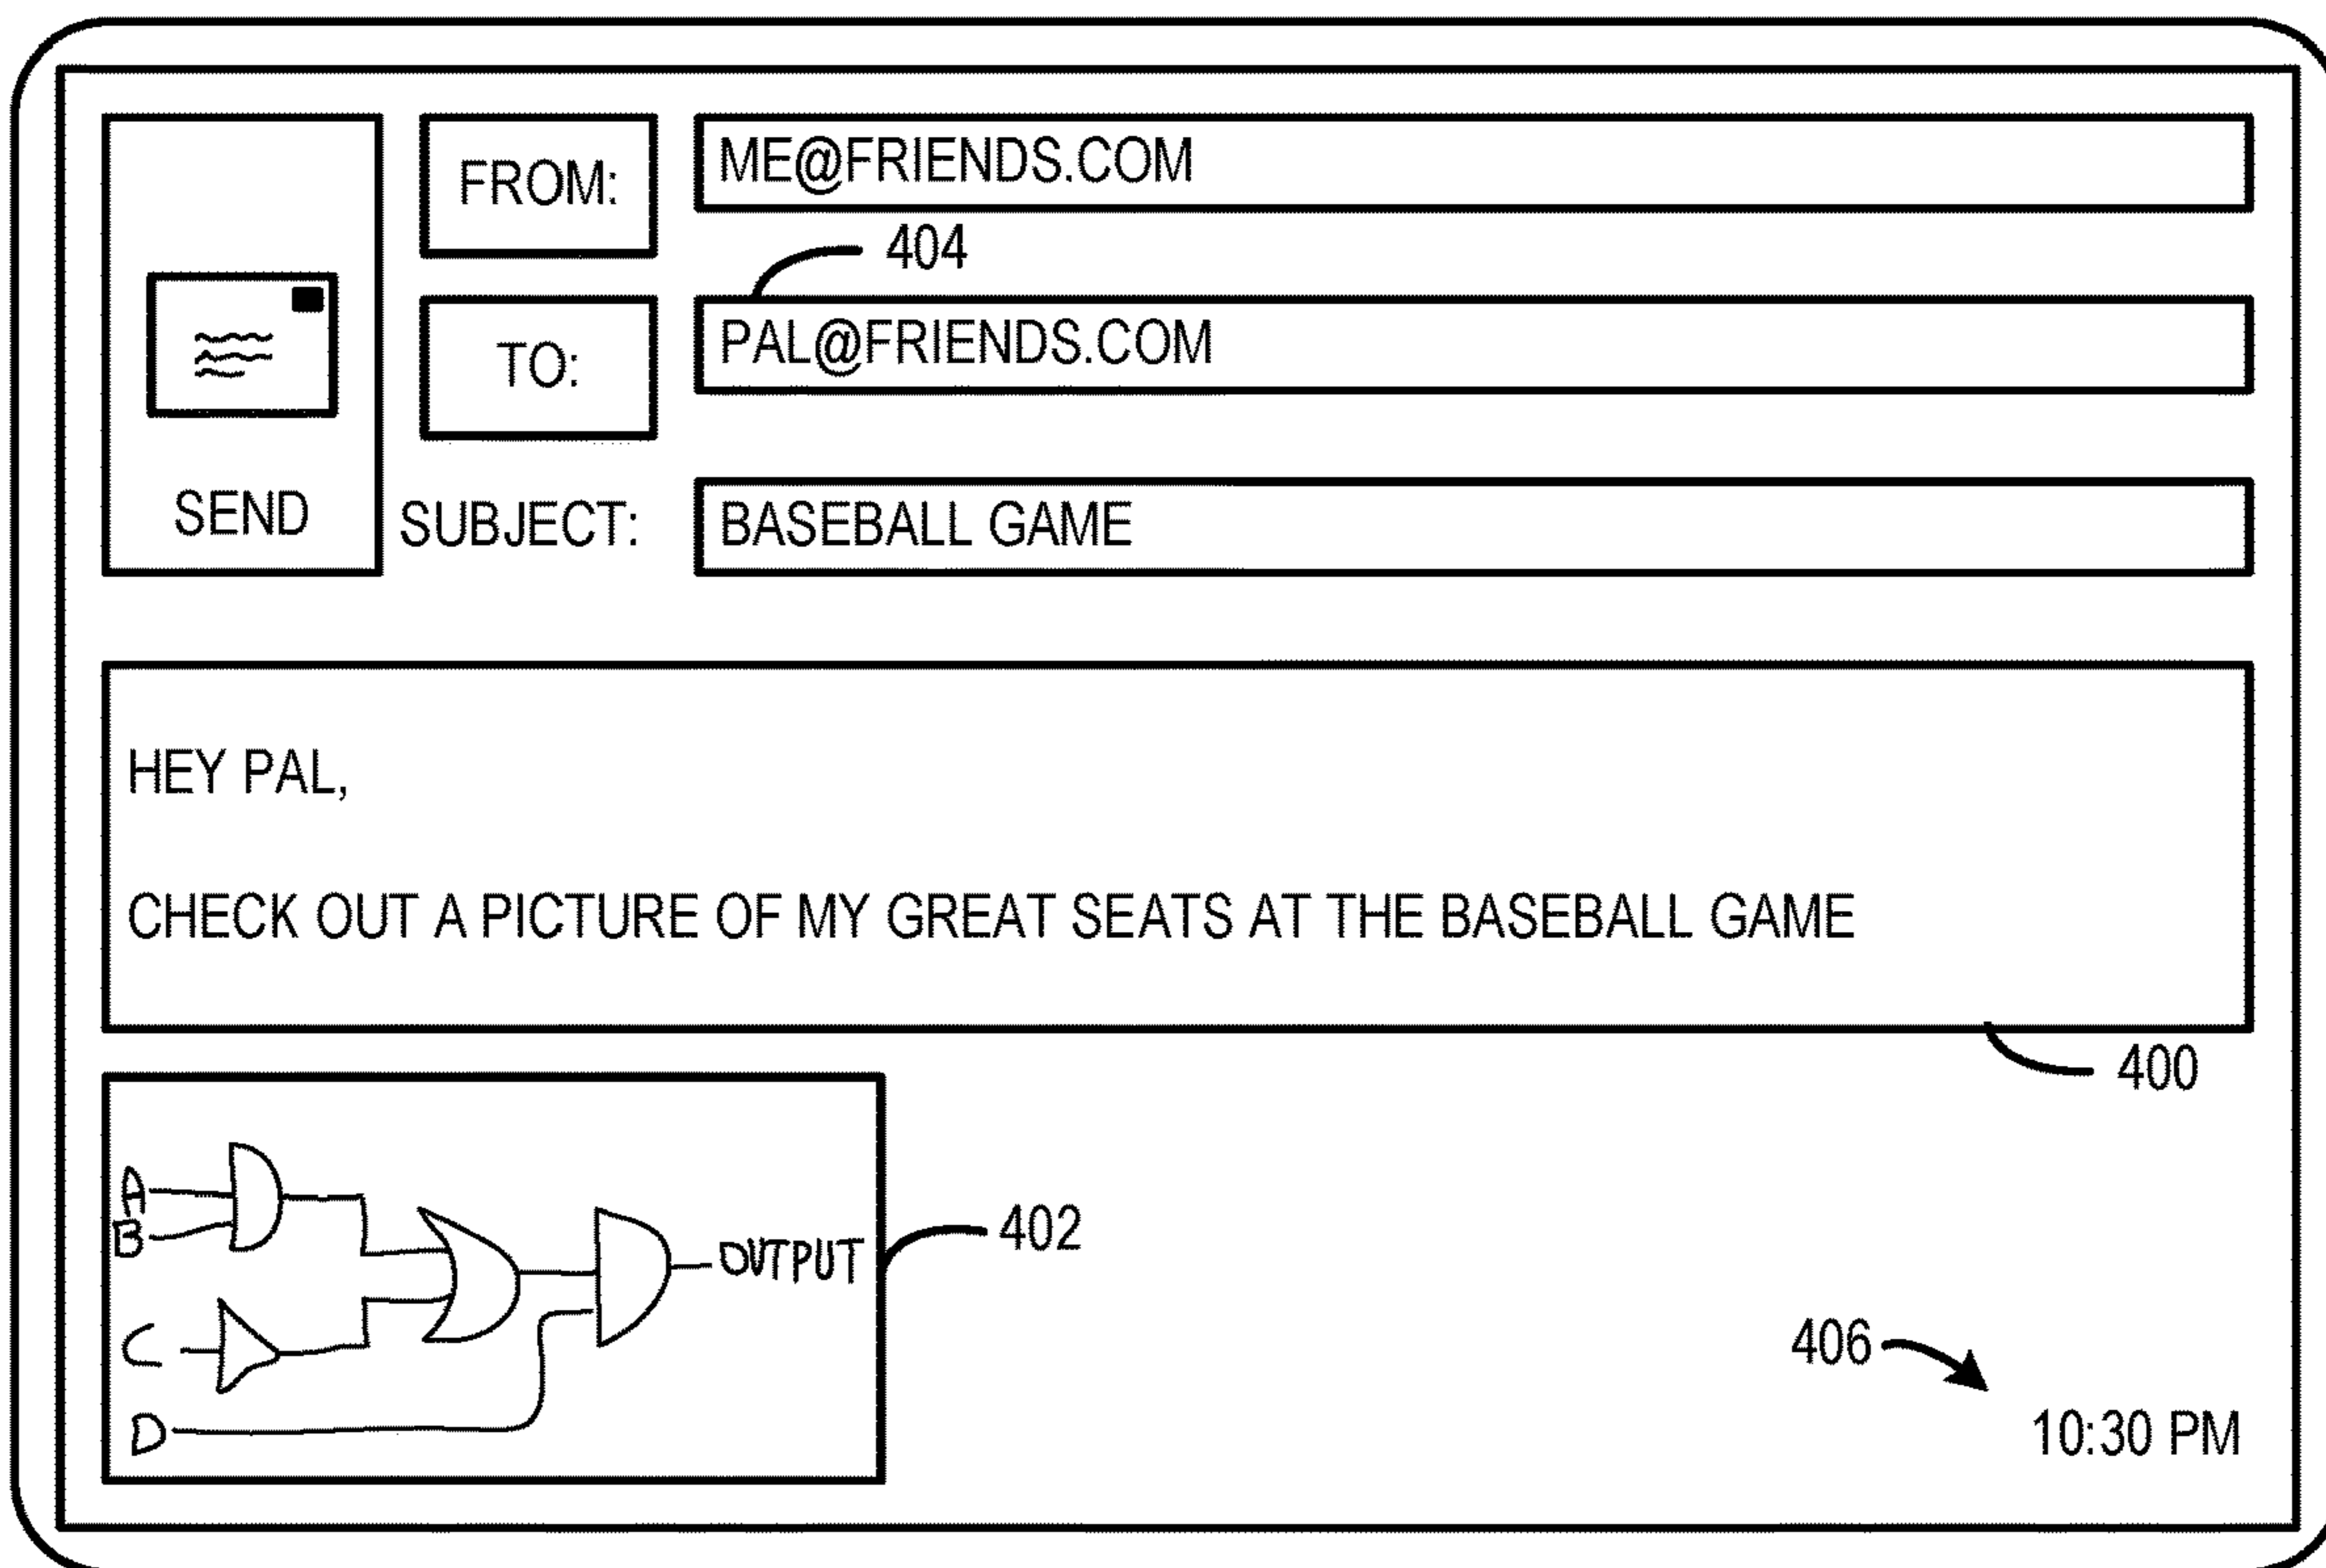 FROM: ME@FRIENDS.COM
404
TO: PAL@FRIENDS.COM
SEND
SUBJECT: BASEBALL GAME
HEY PAL,
CHECK OUT A PICTURE OF MY GREAT SEATS AT THE BASEBALL GAME
400
A
B
C
D
OUTPUT
402
406
10:30 PM